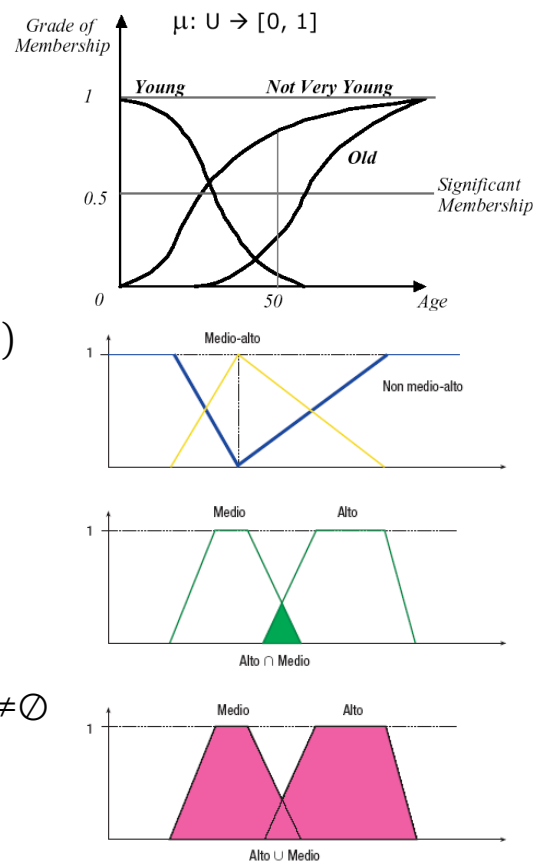 Grade of
Membership
μ: U → [0, 1]
1
Young
Not Very Young
Old
0.5
Significant
Membership
0
50
Age
)
Medio-alto
1
Non medio-alto
Medio
Alto
1
Alto ∩ Medio
≠∅
Medio
Alto
1
Alto ∪ Medio